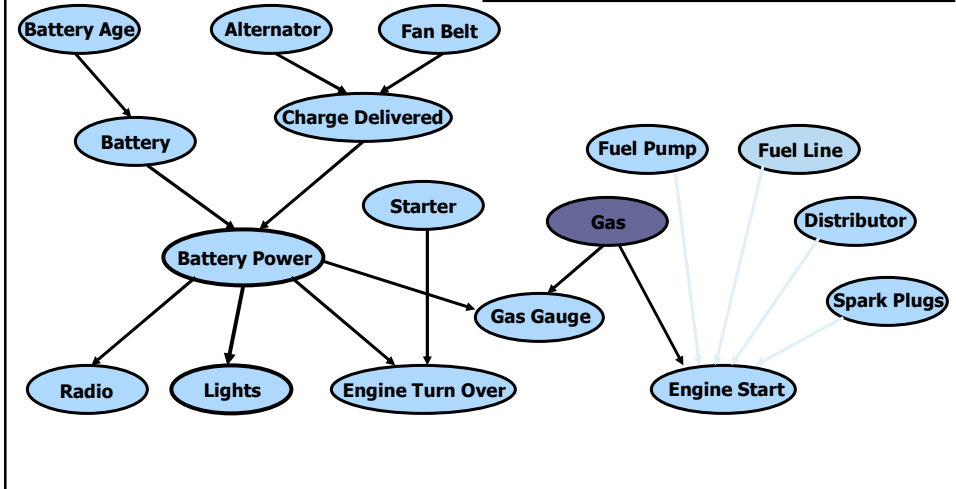 Battery Age
Alternator
Fan Belt
Charge Delivered
Battery
Fuel Pump
Fuel Line
Starter
Gas
Distributor
Battery Power
Spark Plugs
Gas Gauge
Radio
Lights
Engine Turn Over
Engine Start